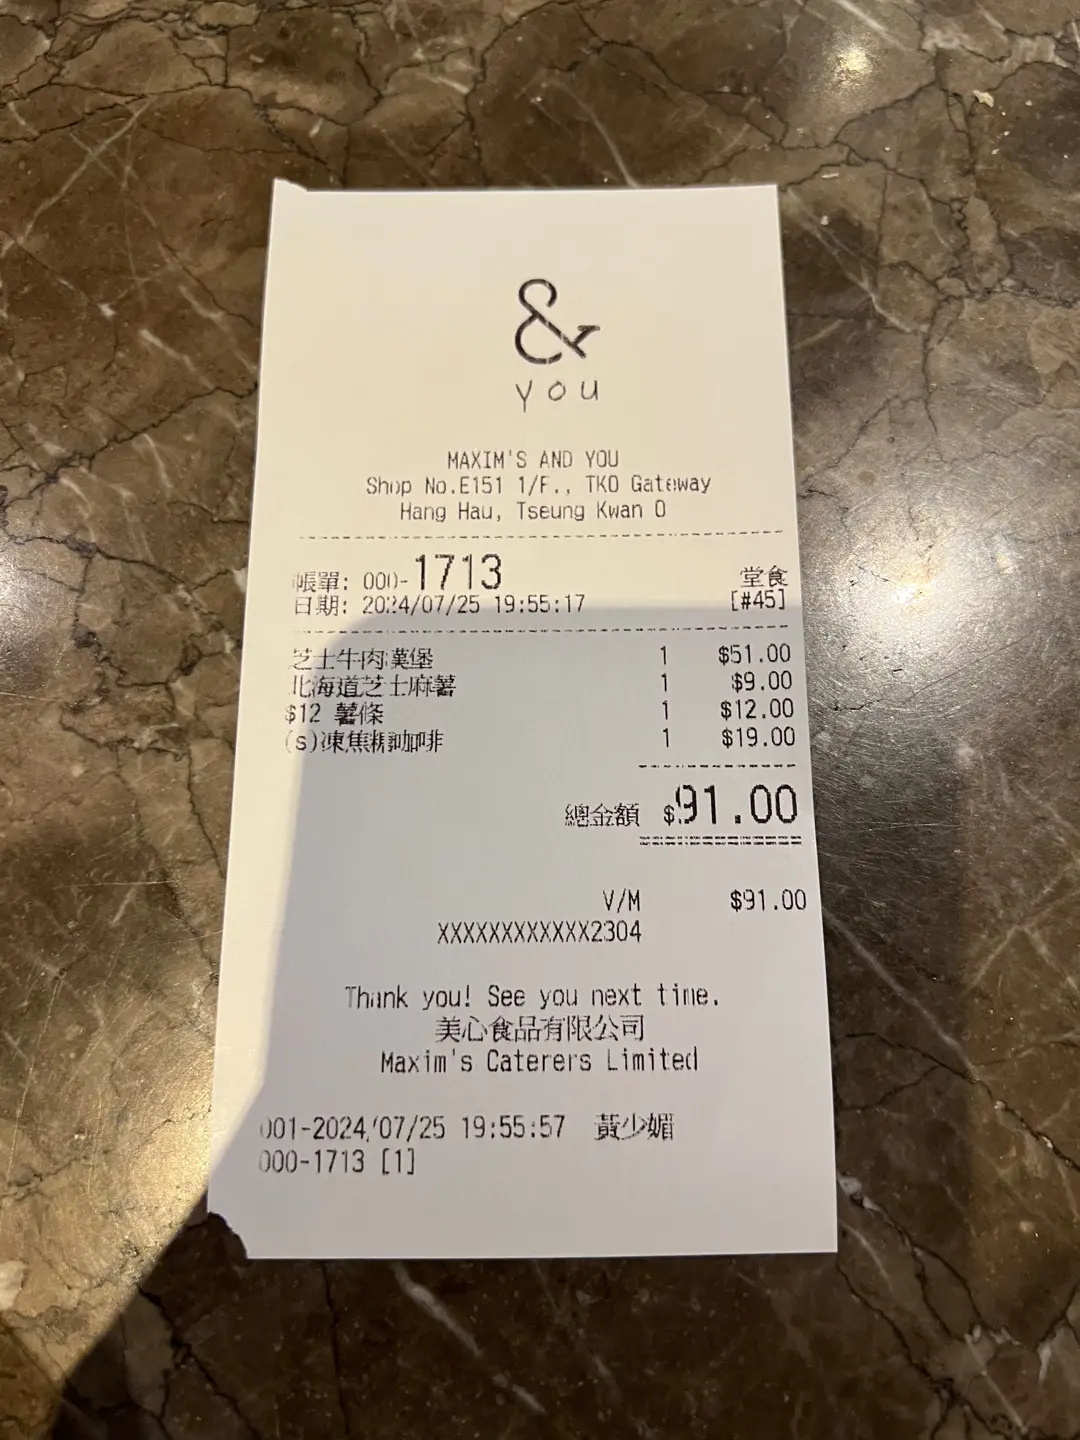 &
you
MAXIM'S AND YOU
Shop No.E151 1/F., TKO Gateway
Hang Hau, Tseung Kwan O
帳單: 000-1713 堂食
日期: 2024/07/25 19:55:17 [#45]
芝士牛肉漢堡 1 $51.00
北海道芝士麻薯 1 $9.00
$12 薯條 1 $12.00
(s)凍焦糖咖啡 1 $19.00
總金額 $91.00
V/M $91.00
XXXXXXXXXXXX2304
Thank you! See you next time.
美心食品有限公司
Maxim's Caterers Limited
001-2024/07/25 19:55:57 黃少媚
000-1713 [1]